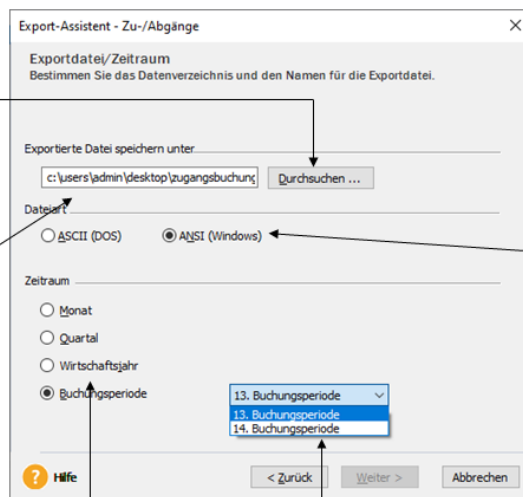 Export-Assistent - Zu-/Abgänge
Exportdatei/Zeitraum
Bestimmen Sie das Datenverzeichnis und den Namen für die Exportdatei.
Exportierte Datei speichern unter
c:\users\admin\desktop\zugangsbuchung
Durchsuchen ...
Dateiart
ASCII (DOS)
ANSI (Windows)
Zeitraum
Monat
Quartal
Wirtschaftsjahr
Buchungsperiode
13. Buchungsperiode
13. Buchungsperiode
14. Buchungsperiode
? Hilfe
< Zurück
Weiter >
Abbrechen